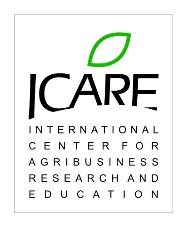 ICARE
INTERNATIONAL
CENTER FOR
AGRIBUSINESS
RESEARCH AND
EDUCATION